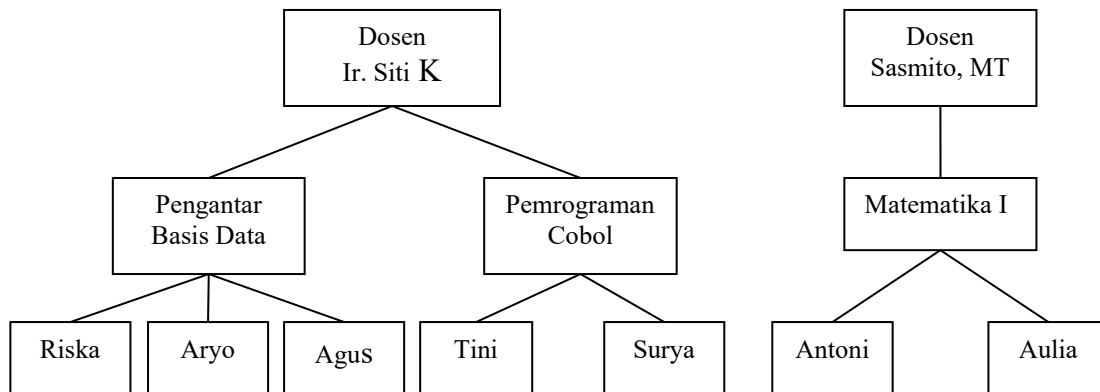 Dosen
Ir. Siti K
Dosen
Sasmito, MT
Pengantar
Basis Data
Pemrograman
Cobol
Matematika I
Riska
Aryo
Agus
Tini
Surya
Antoni
Aulia